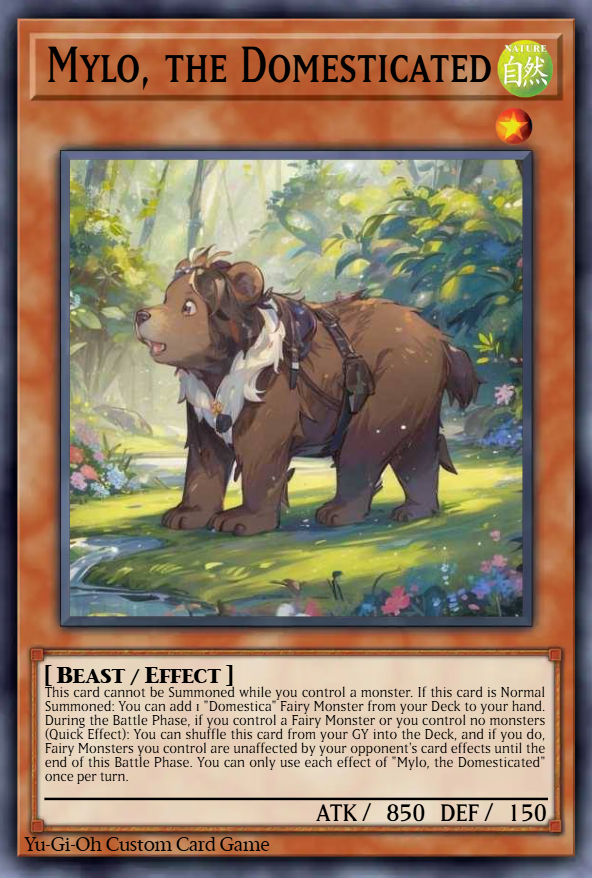 Mylo, the Domesticated
NATURE
自然
[ Beast / Effect ]
This card cannot be Summoned while you control a monster. If this card is Normal
Summoned: You can add 1 "Domestica" Fairy Monster from your Deck to your hand.
During the Battle Phase, if you control a Fairy Monster or you control no monsters
(Quick Effect): You can shuffle this card from your GY into the Deck, and if you do,
Fairy Monsters you control are unaffected by your opponent's card effects until the
end of this Battle Phase. You can only use each effect of "Mylo, the Domesticated"
once per turn.
ATK / 850 DEF / 150
Yu-Gi-Oh Custom Card Game